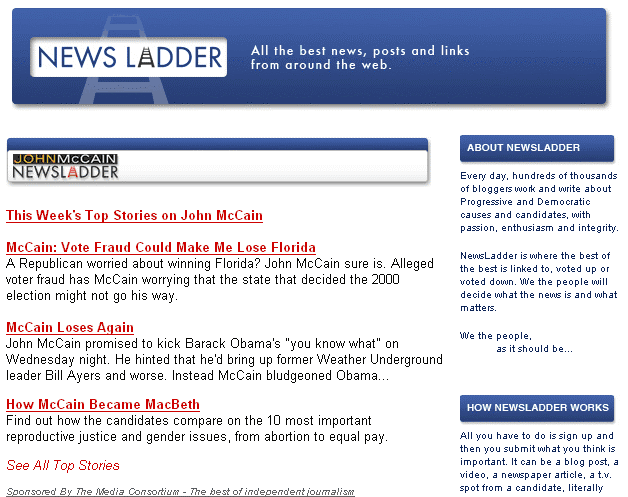 NEWS LADDER
All the best news, posts and links
from around the web.
JOHNMCCAIN
NEWSLADDER
This Week's Top Stories on John McCain
McCain: Vote Fraud Could Make Me Lose Florida
A Republican worried about winning Florida? John McCain sure is. Alleged
voter fraud has McCain worrying that the state that decided the 2000
election might not go his way.
McCain Loses Again
John McCain promised to kick Barack Obama's "you know what" on
Wednesday night. He hinted that he'd bring up former Weather Underground
leader Bill Ayers and worse. Instead McCain bludgeoned Obama...
How McCain Became MacBeth
Find out how the candidates compare on the 10 most important
reproductive justice and gender issues, from abortion to equal pay.
See All Top Stories
Sponsored By The Media Consortium - The best of independent journalism
ABOUT NEWSLADDER
Every day, hundreds of thousands
of bloggers work and write about
Progressive and Democratic
causes and candidates, with
passion, enthusiasm and integrity.
NewsLadder is where the best of
the best is linked to, voted up or
voted down. We the people will
decide what the news is and what
matters.
We the people,
as it should be...
HOW NEWSLADDER WORKS
All you have to do is sign up and
then you submit what you think is
important. It can be a blog post, a
video, a newspaper article, a t.v.
spot from a candidate, literally